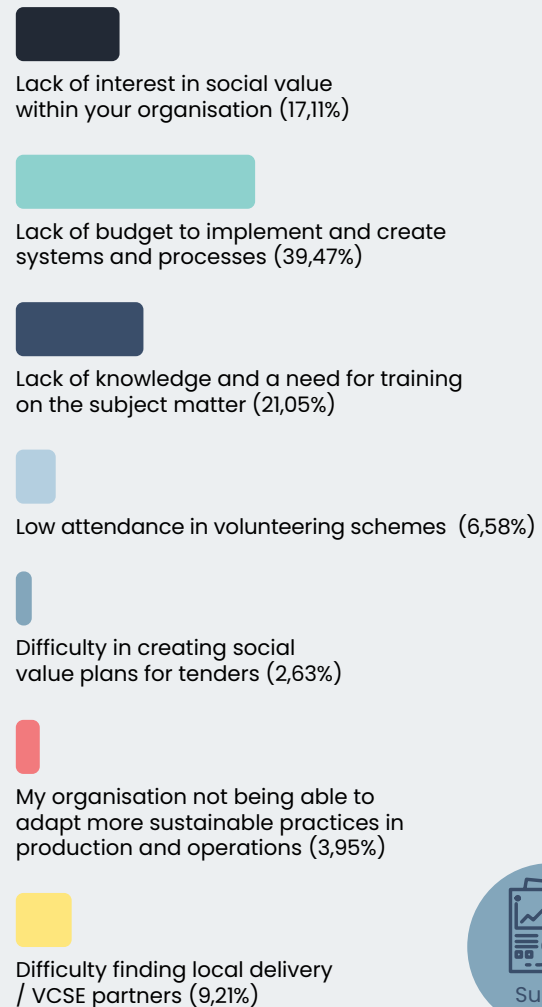 Lack of interest in social value
within your organisation (17,11%)
Lack of budget to implement and create
systems and processes (39,47%)
Lack of knowledge and a need for training
on the subject matter (21,05%)
Low attendance in volunteering schemes (6,58%)
Difficulty in creating social
value plans for tenders (2,63%)
My organisation not being able to
adapt more sustainable practices in
production and operations (3,95%)
Difficulty finding local delivery
/ VCSE partners (9,21%)